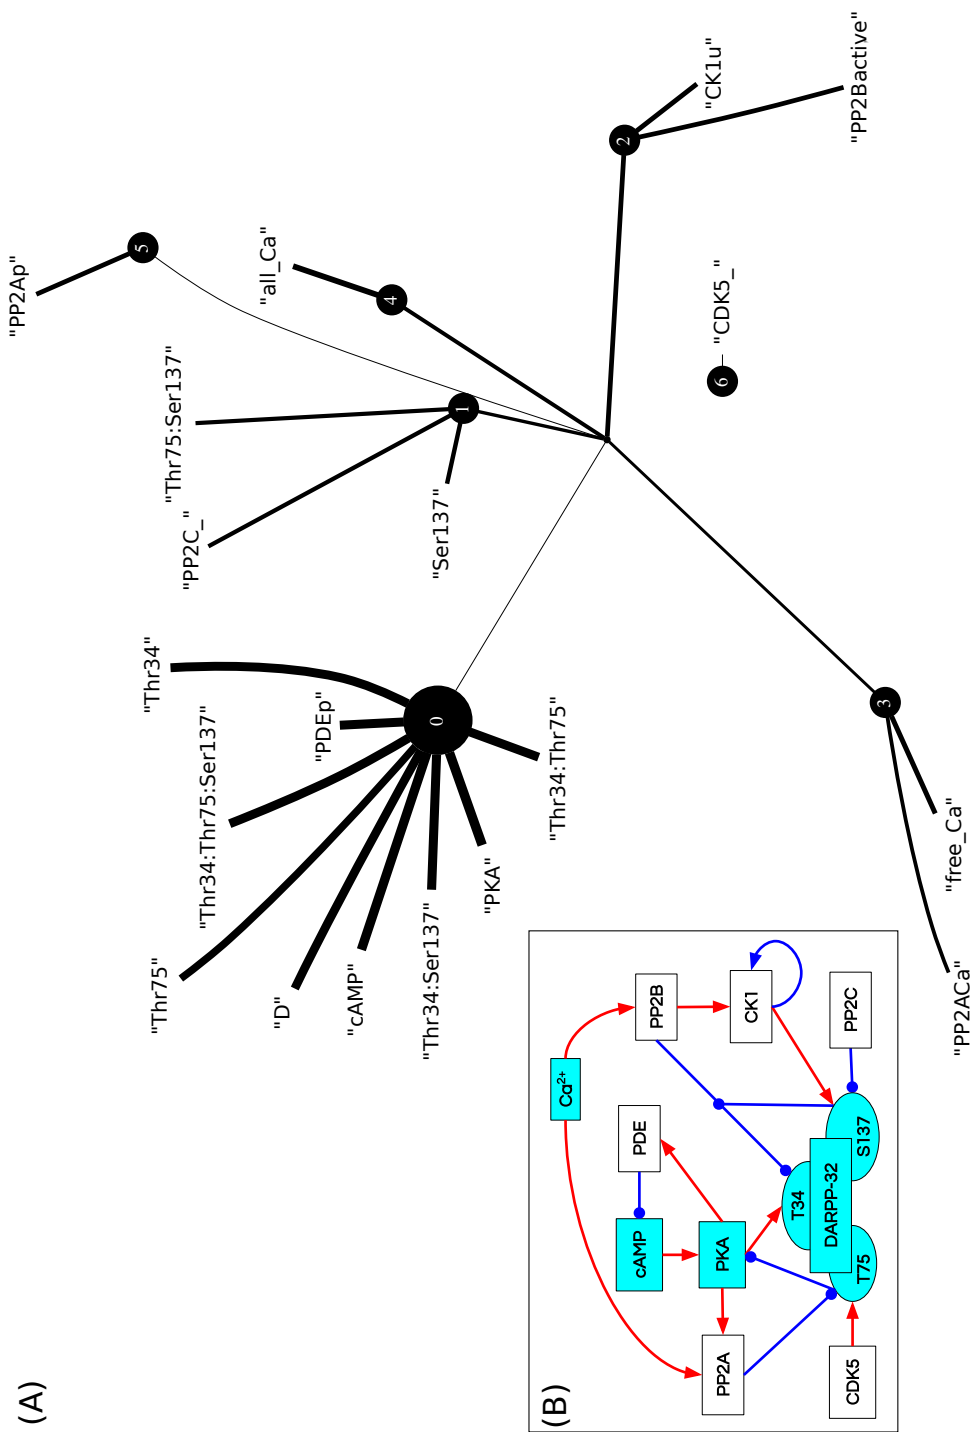 (A)
"PP2Ap"
5
"all_Ca"
4
"Thr75:Ser137"
"PP2C_"
"Ser137"
1
"CK1u"
2
"PP2Bactive"
6
"CDK5_"
"Thr34"
"PDEp"
"Thr34:Thr75:Ser137"
"Thr75"
"D"
"cAMP"
"Thr34:Ser137"
"PKA"
"Thr34:Thr75"
0
3
"free_Ca"
"PP2ACa"
(B)
Ca²⁺
PDE
PP2B
cAMP
PKA
CK1
PP2A
T34
DARPP-32
T75
S137
PP2C
CDK5